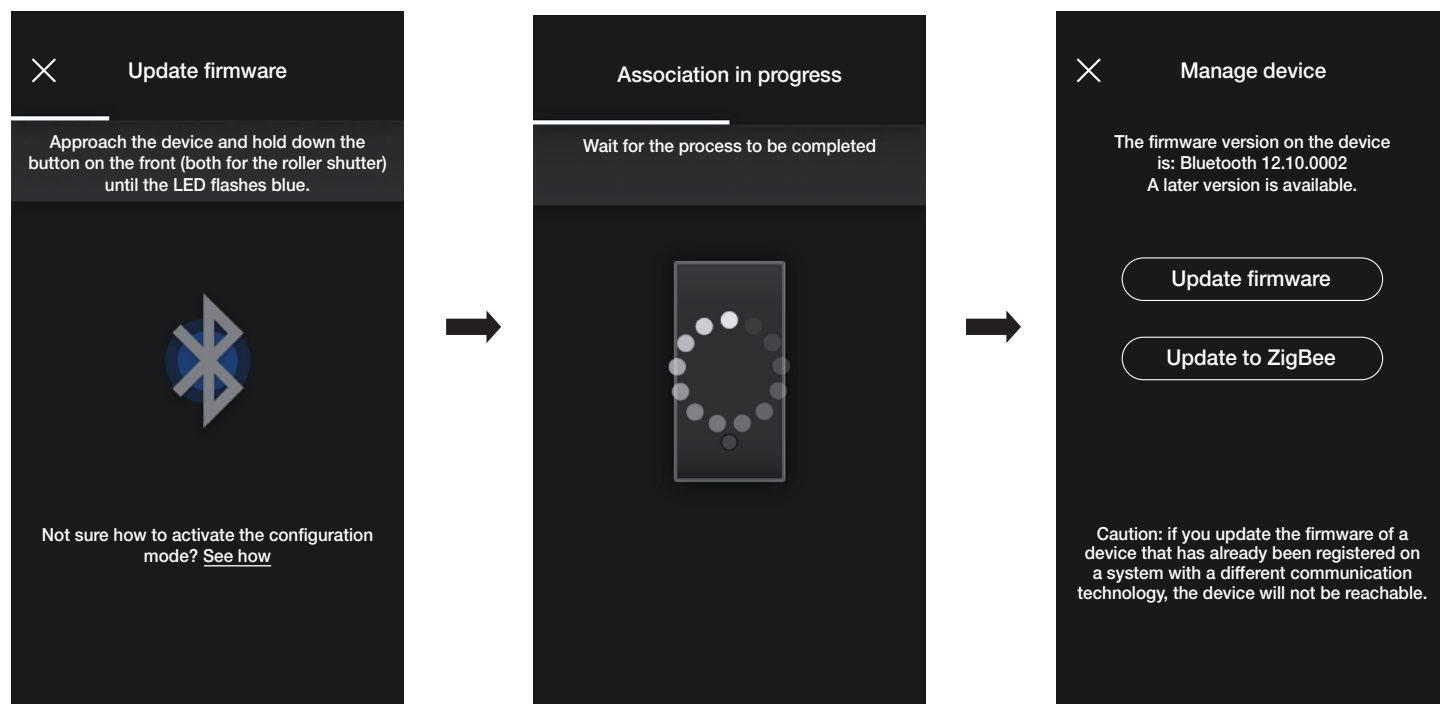 Update firmware
Approach the device and hold down the
button on the front (both for the roller shutter)
until the LED flashes blue.
Not sure how to activate the configuration
mode? See how
Association in progress
Wait for the process to be completed
Manage device
The firmware version on the device
is: Bluetooth 12.10.0002
A later version is available.
Update firmware
Update to ZigBee
Caution: if you update the firmware of a
device that has already been registered on
a system with a different communication
technology, the device will not be reachable.